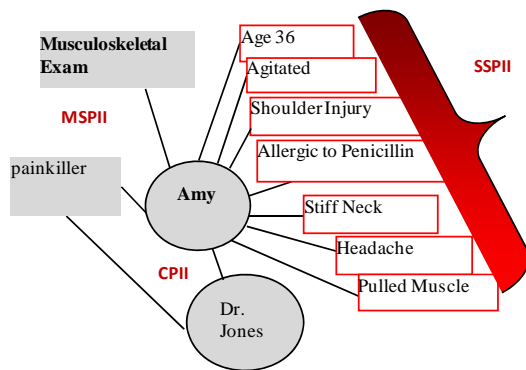 Musculoskeletal
Exam
MSPII
painkiller
Amy
CPII
Dr.
Jones
Age 36
Agitated
Shoulder Injury
Allergic to Penicillin
Stiff Neck
Headache
Pulled Muscle
SSPII